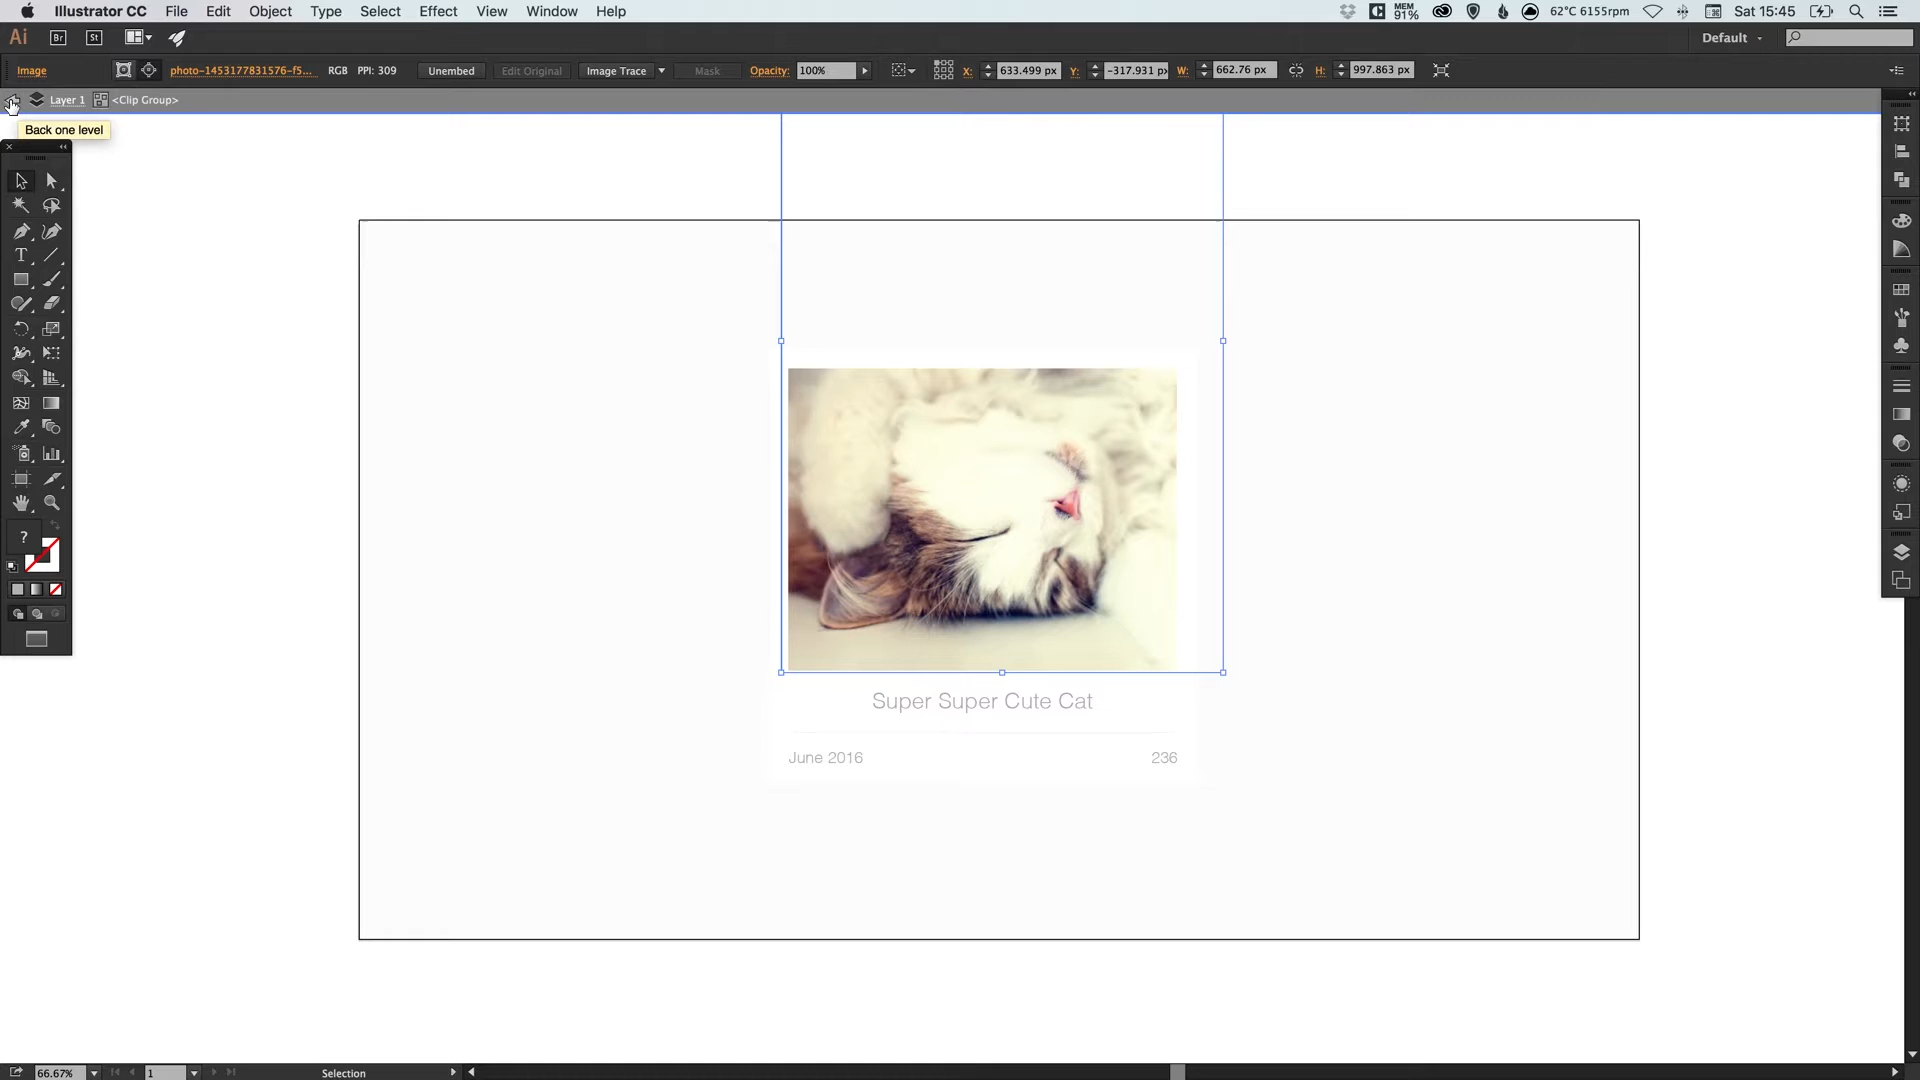 Illustrator CC File Edit Object Type Select Effect View Window Help MEM 91% 62°C 6155rpm Sat 15:45
Ai Br St Default
Image photo-1453177831576-f5... RGB PPI: 309 Unembed Edit Original Image Trace Mask Opacity: 100% X: 633.499 px Y: -317.931 px W: 662.76 px H: 997.863 px
Layer 1 <Clip Group>
Back one level
T
?
Super Super Cute Cat
June 2016 236
66.67% 1 Selection